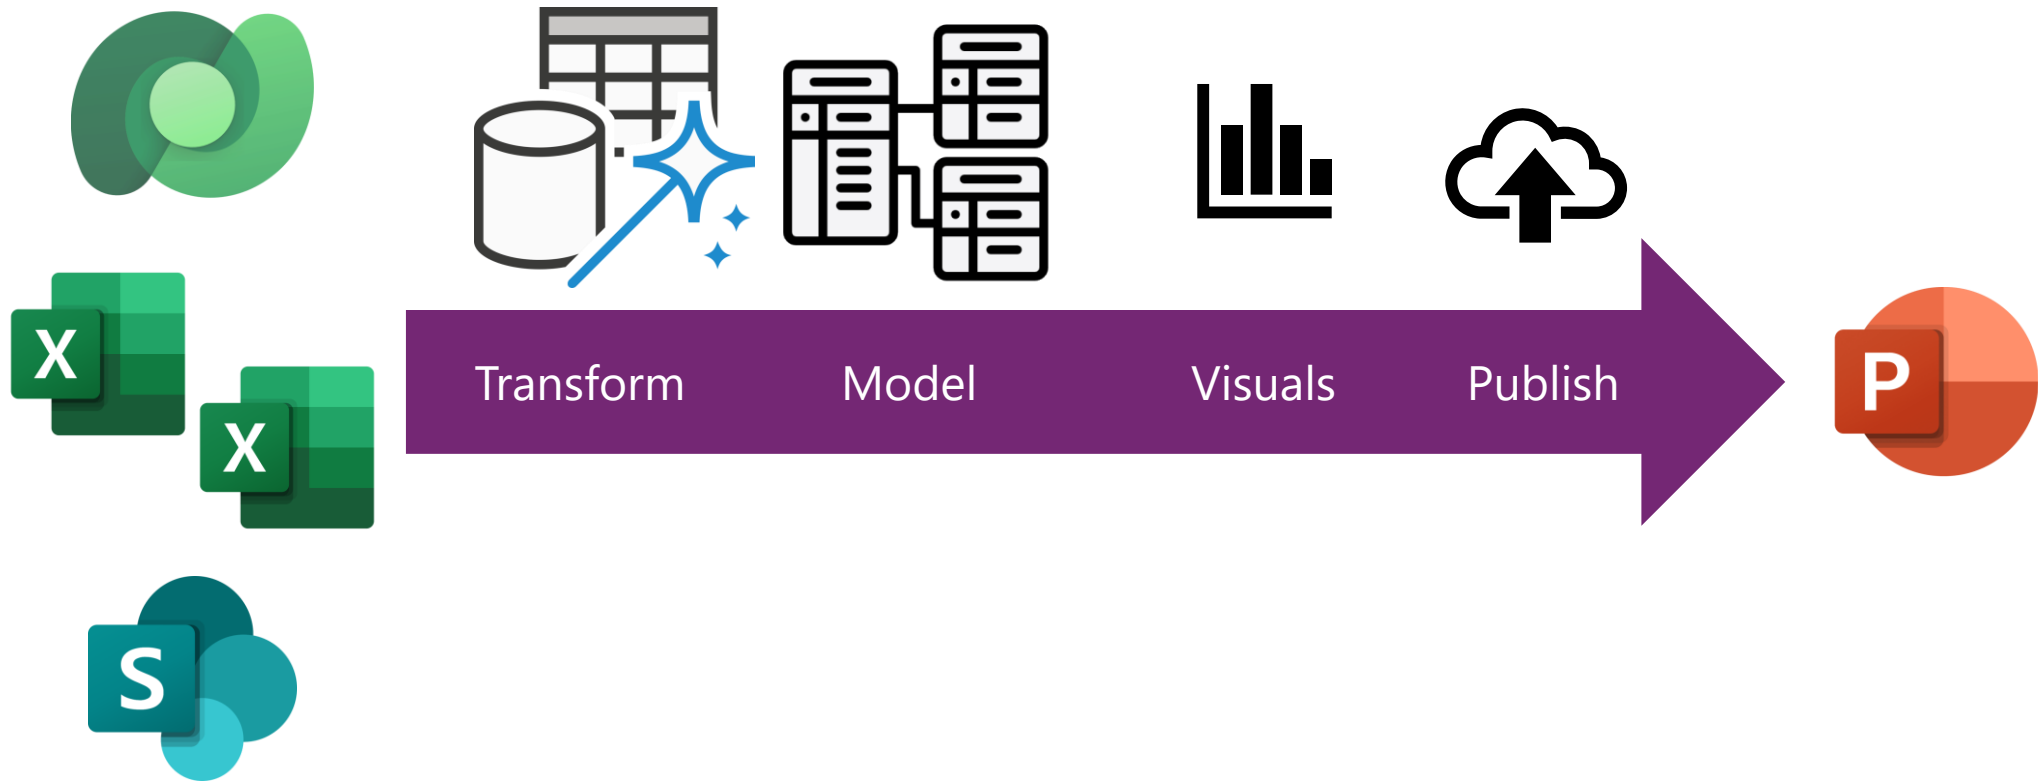 X
X
S
Transform
Model
Visuals
Publish
P